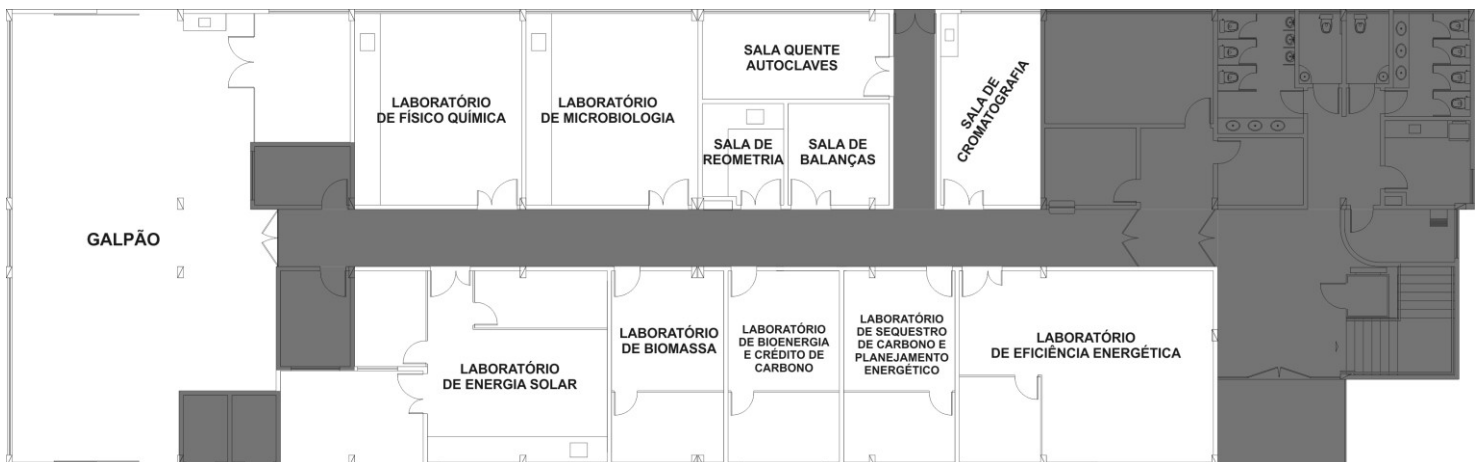 GALPÃO
LABORATÓRIO
DE FÍSICO QUÍMICA
LABORATÓRIO
DE MICROBIOLOGIA
SALA QUENTE
AUTOCLAVES
SALA DE
REOMETRIA
SALA DE
BALANÇAS
SALA DE
CROMATOGRAFIA
LABORATÓRIO
DE ENERGIA SOLAR
LABORATÓRIO
DE BIOMASSA
LABORATÓRIO
DE BIOENERGIA
E CRÉDITO DE
CARBONO
LABORATÓRIO
DE SEQUESTRO
DE CARBONO E
PLANEJAMENTO
ENERGÉTICO
LABORATÓRIO
DE EFICIÊNCIA ENERGÉTICA